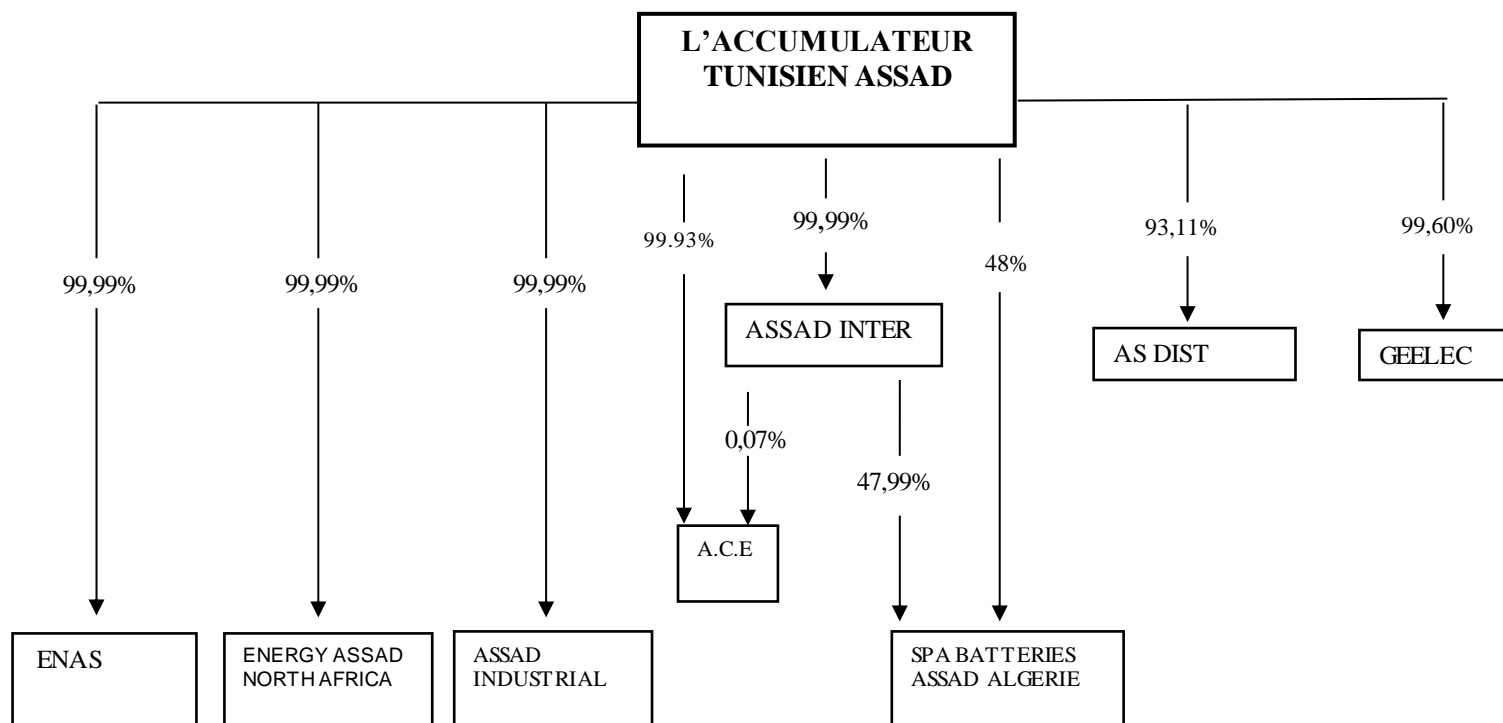 L’ACCUMULATEUR
TUNISIEN ASSAD
99,99%
99,99%
99,99%
99.93%
99,99%
48%
93,11%
99,60%
ASSAD INTER
AS DIST
GEELEC
0,07%
47,99%
A.C.E
ENAS
ENERGY ASSAD
NORTH AFRICA
ASSAD
INDUSTRIAL
SPA BATTERIES
ASSAD ALGERIE